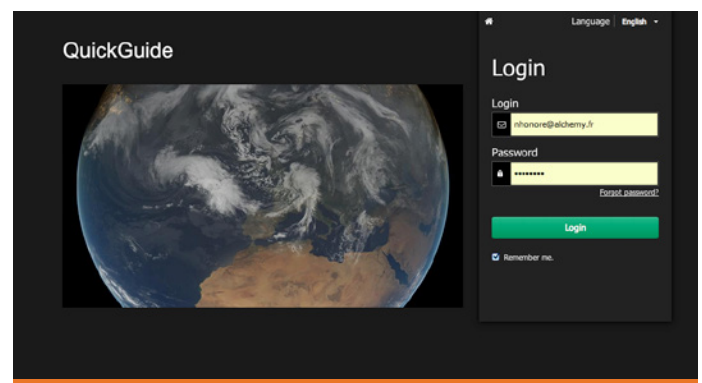 Language English
QuickGuide
Login
Login
nhonore@alchemy.fr
Password
••••••••
Forgot password?
Login
Remember me.